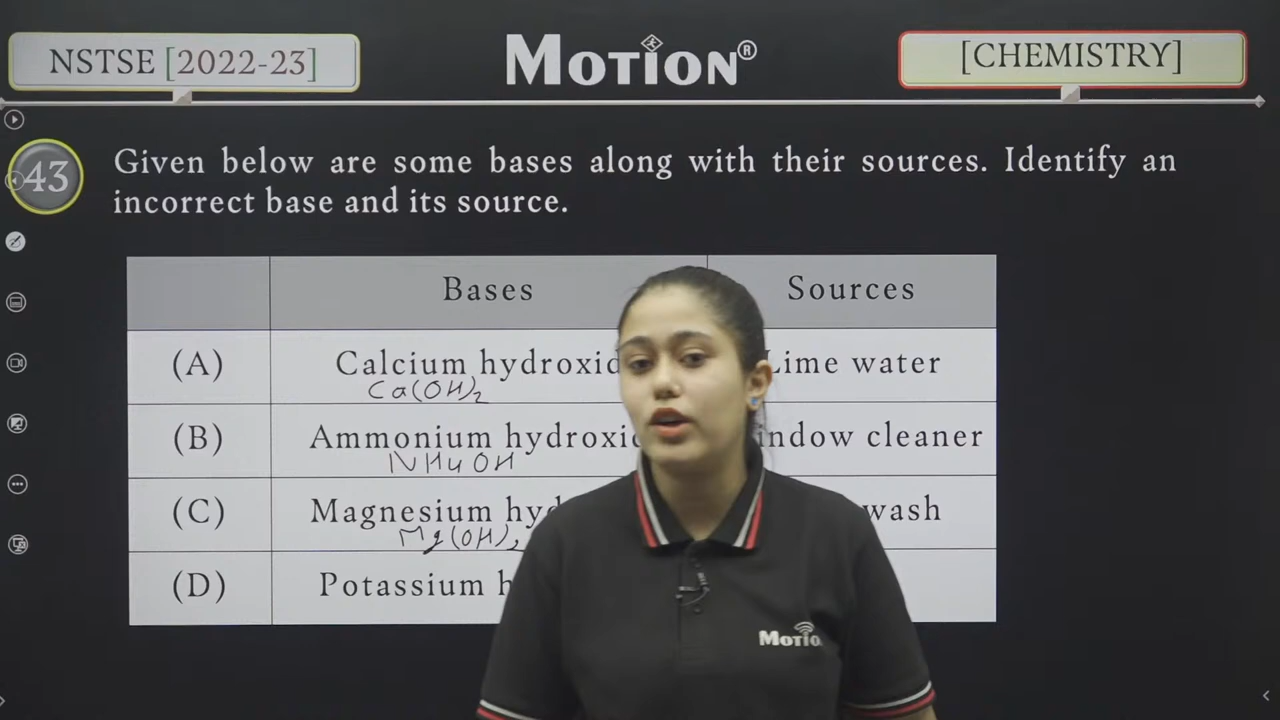 NSTSE [2022-23]
MOTION®
[CHEMISTRY]
43
Given below are some bases along with their sources. Identify an
incorrect base and its source.
Bases
Sources
(A)
Calcium hydroxid
Lime water
Ca(OH)2
(B)
Ammonium hydroxi
indow cleaner
NH4OH
(C)
Magnesium hy
wash
Mg(OH)2
(D)
Potassium h
MOTIO